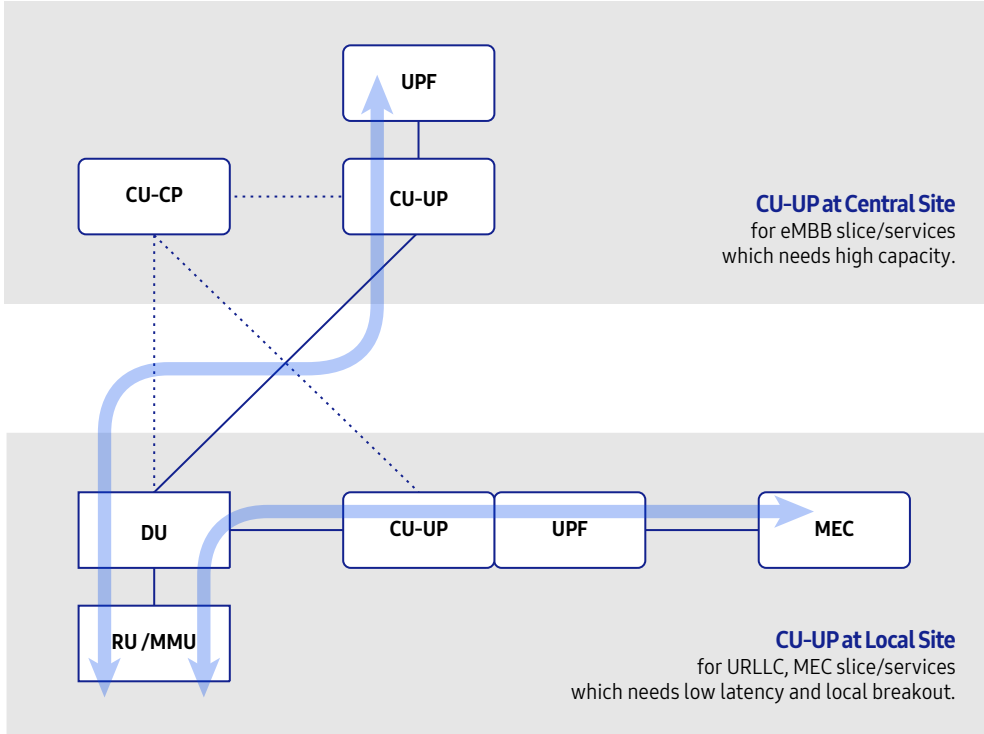 UPF
CU-CP
CU-UP
CU-UP at Central Site
for eMBB slice/services
which needs high capacity.
DU
CU-UP
UPF
MEC
RU /MMU
CU-UP at Local Site
for URLLC, MEC slice/services
which needs low latency and local breakout.